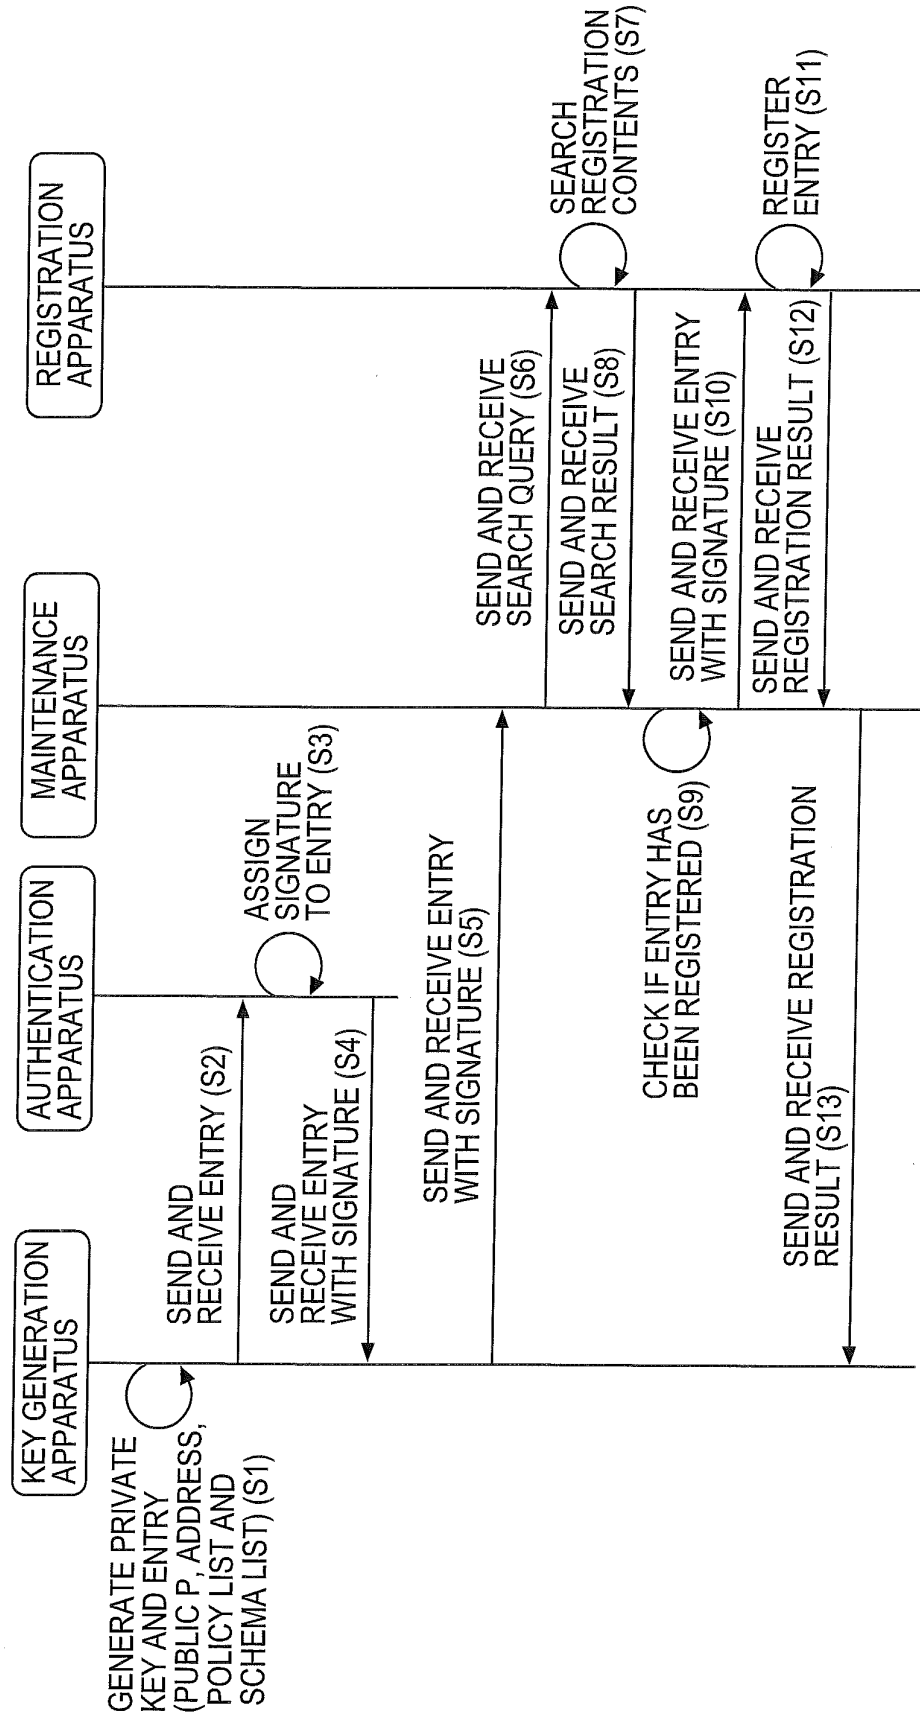 KEY GENERATION
APPARATUS
AUTHENTICATION
APPARATUS
MAINTENANCE
APPARATUS
REGISTRATION
APPARATUS
GENERATE PRIVATE
KEY AND ENTRY
(PUBLIC P, ADDRESS,
POLICY LIST AND
SCHEMA LIST) (S1)
SEND AND
RECEIVE ENTRY (S2)
ASSIGN
SIGNATURE
TO ENTRY (S3)
SEND AND
RECEIVE ENTRY
WITH SIGNATURE (S4)
SEND AND RECEIVE ENTRY
WITH SIGNATURE (S5)
SEND AND RECEIVE
SEARCH QUERY (S6)
SEARCH
REGISTRATION
CONTENTS (S7)
SEND AND RECEIVE
SEARCH RESULT (S8)
CHECK IF ENTRY HAS
BEEN REGISTERED (S9)
SEND AND RECEIVE ENTRY
WITH SIGNATURE (S10)
REGISTER
ENTRY (S11)
SEND AND RECEIVE
REGISTRATION RESULT (S12)
SEND AND RECEIVE REGISTRATION
RESULT (S13)